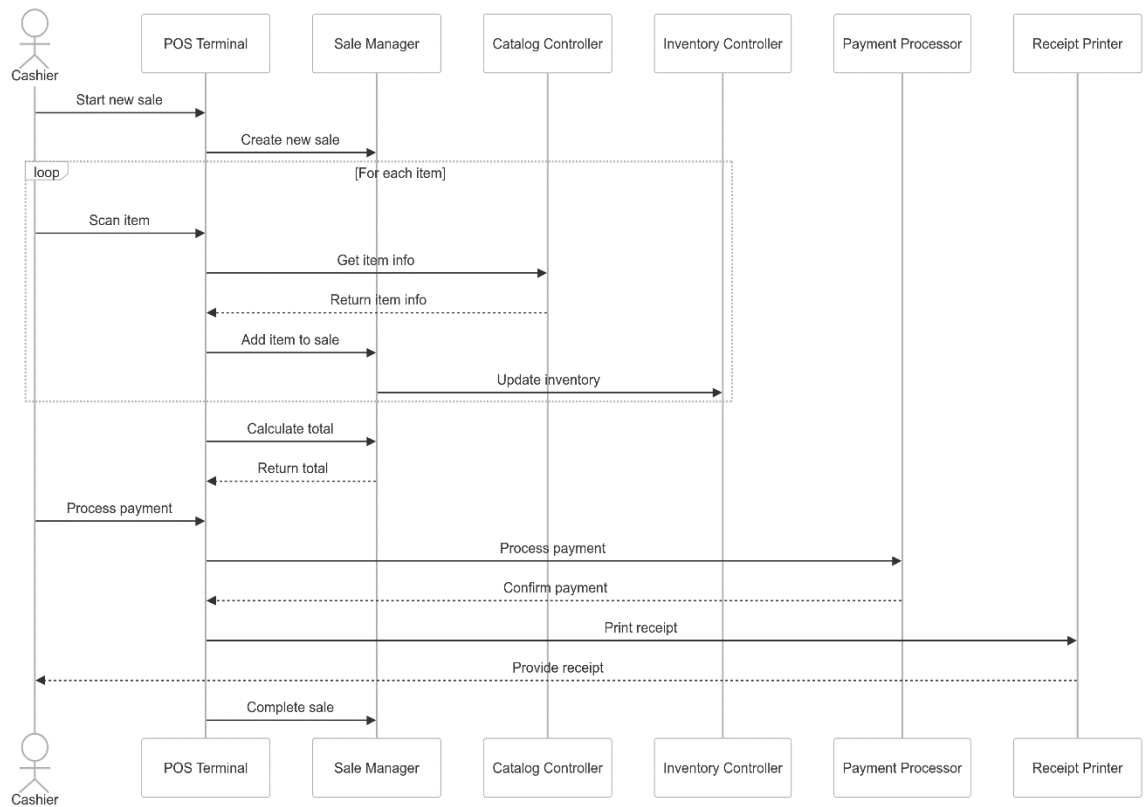 POS Terminal
Sale Manager
Catalog Controller
Inventory Controller
Payment Processor
Receipt Printer
Cashier
Start new sale
Create new sale
loop
[For each item]
Scan item
Get item info
Return item info
Add item to sale
Update inventory
Calculate total
Return total
Process payment
Process payment
Confirm payment
Print receipt
Provide receipt
Complete sale
POS Terminal
Sale Manager
Catalog Controller
Inventory Controller
Payment Processor
Receipt Printer
Cashier